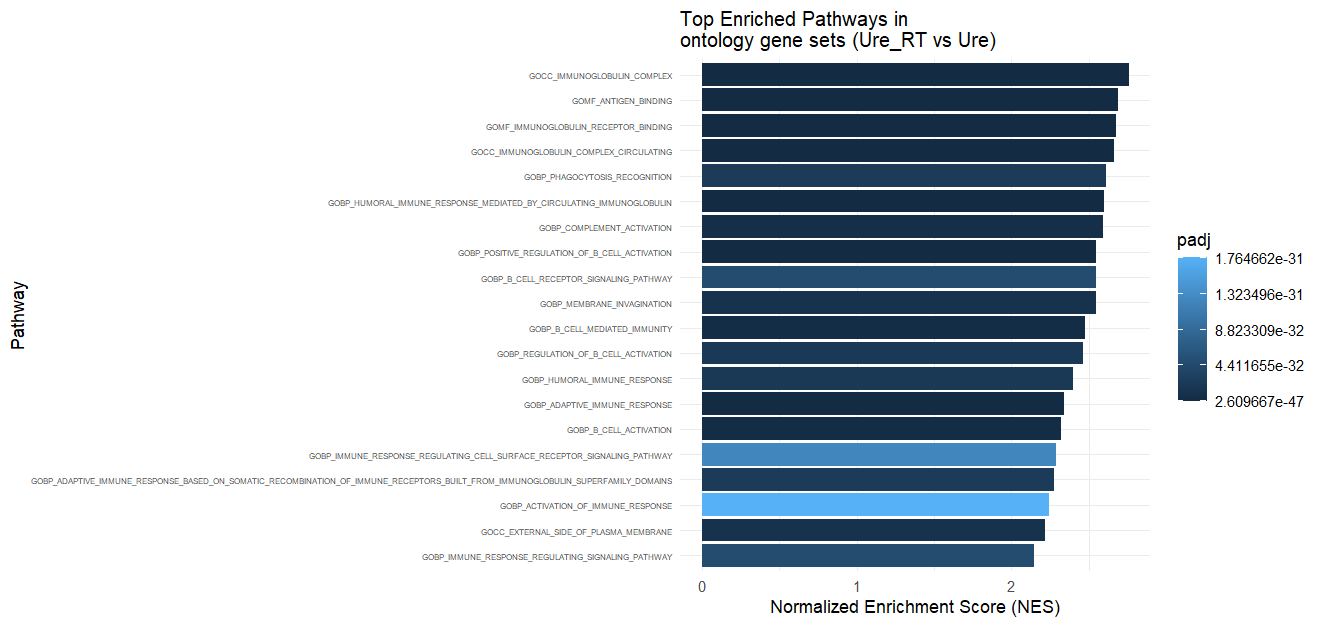 Top Enriched Pathways in
ontology gene sets (Ure_RT vs Ure)
Pathway
GOCC_IMMUNOGLOBULIN_COMPLEX
GOMF_ANTIGEN_BINDING
GOMF_IMMUNOGLOBULIN_RECEPTOR_BINDING
GOCC_IMMUNOGLOBULIN_COMPLEX_CIRCULATING
GOBP_PHAGOCYTOSIS_RECOGNITION
GOBP_HUMORAL_IMMUNE_RESPONSE_MEDIATED_BY_CIRCULATING_IMMUNOGLOBULIN
GOBP_COMPLEMENT_ACTIVATION
GOBP_POSITIVE_REGULATION_OF_B_CELL_ACTIVATION
GOBP_B_CELL_RECEPTOR_SIGNALING_PATHWAY
GOBP_MEMBRANE_INVAGINATION
GOBP_B_CELL_MEDIATED_IMMUNITY
GOBP_REGULATION_OF_B_CELL_ACTIVATION
GOBP_HUMORAL_IMMUNE_RESPONSE
GOBP_ADAPTIVE_IMMUNE_RESPONSE
GOBP_B_CELL_ACTIVATION
GOBP_IMMUNE_RESPONSE_REGULATING_CELL_SURFACE_RECEPTOR_SIGNALING_PATHWAY
GOBP_ADAPTIVE_IMMUNE_RESPONSE_BASED_ON_SOMATIC_RECOMBINATION_OF_IMMUNE_RECEPTORS_BUILT_FROM_IMMUNOGLOBULIN_SUPERFAMILY_DOMAINS
GOBP_ACTIVATION_OF_IMMUNE_RESPONSE
GOCC_EXTERNAL_SIDE_OF_PLASMA_MEMBRANE
GOBP_IMMUNE_RESPONSE_REGULATING_SIGNALING_PATHWAY
0 1 2
Normalized Enrichment Score (NES)
padj
1.764662e-31
1.323496e-31
8.823309e-32
4.411655e-32
2.609667e-47